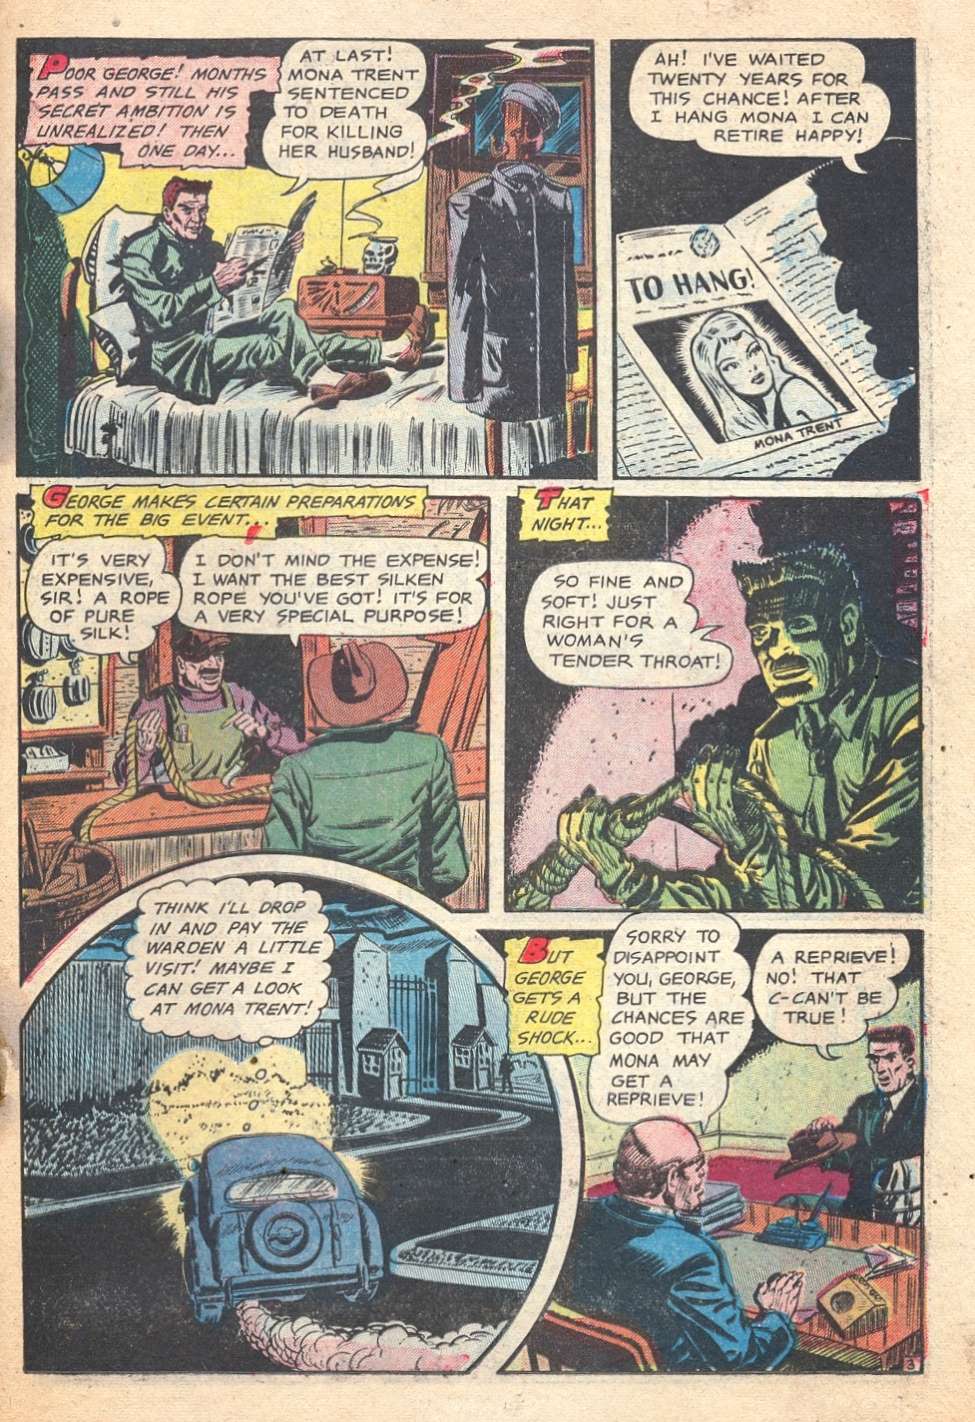 POOR GEORGE! MONTHS
PASS AND STILL HIS
SECRET AMBITION IS
UNREALIZED! THEN
ONE DAY...
AT LAST!
MONA TRENT
SENTENCED
TO DEATH
FOR KILLING
HER HUSBAND!
AH! I'VE WAITED
TWENTY YEARS FOR
THIS CHANCE! AFTER
I HANG MONA I CAN
RETIRE HAPPY!
TO HANG!
MONA TRENT
GEORGE MAKES CERTAIN PREPARATIONS
FOR THE BIG EVENT...
IT'S VERY
EXPENSIVE,
SIR! A ROPE
OF PURE
SILK!
I DON'T MIND THE EXPENSE!
I WANT THE BEST SILKEN
ROPE YOU'VE GOT! IT'S FOR
A VERY SPECIAL PURPOSE!
THAT
NIGHT...
SO FINE AND
SOFT! JUST
RIGHT FOR A
WOMAN'S
TENDER THROAT!
THINK I'LL DROP
IN AND PAY THE
WARDEN A LITTLE
VISIT! MAYBE I
CAN GET A LOOK
AT MONA TRENT!
BUT
GEORGE
GETS A
RUDE
SHOCK...
SORRY TO
DISAPPOINT
YOU, GEORGE,
BUT THE
CHANCES ARE
GOOD THAT
MONA MAY
GET A
REPRIEVE!
A REPRIEVE!
NO! THAT
C-CAN'T BE
TRUE!
3